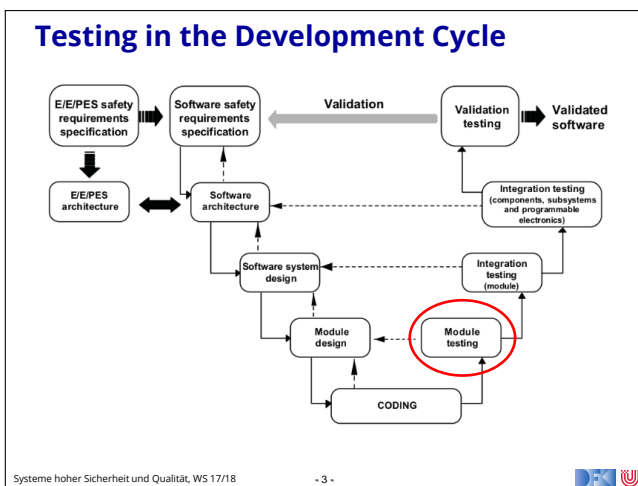 Testing in the Development Cycle
E/E/PES safety
requirements
specification
Software safety
requirements
specification
Validation
Validation
testing
Validated
software
E/E/PES
architecture
Software
architecture
Integration testing
(components, subsystems
and programmable
electronics)
Software system
design
Integration
testing
(module)
Module
design
Module
testing
CODING
Systeme hoher Sicherheit und Qualität, WS 17/18
- 3 -